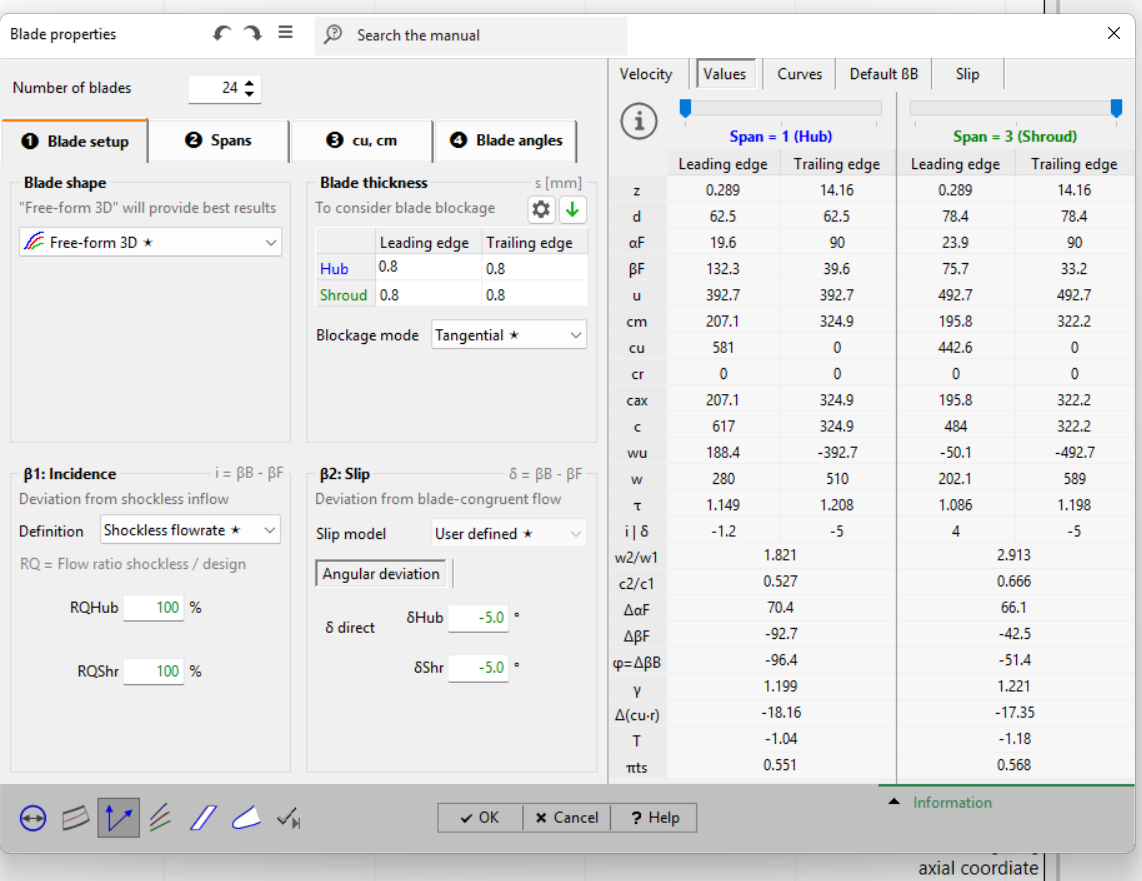 Blade properties
Search the manual
Number of blades 24
❶ Blade setup ❷ Spans ❸ cu, cm ❹ Blade angles
Blade shape
"Free-form 3D" will provide best results
Free-form 3D ★
Blade thickness s [mm]
To consider blade blockage
Leading edge Trailing edge
Hub 0.8 0.8
Shroud 0.8 0.8
Blockage mode Tangential ★
β1: Incidence i = βB - βF
Deviation from shockless inflow
Definition Shockless flowrate ★
RQ = Flow ratio shockless / design
RQHub 100 %
RQShr 100 %
β2: Slip δ = βB - βF
Deviation from blade-congruent flow
Slip model User defined ★
Angular deviation
δ direct
δHub -5.0 °
δShr -5.0 °
Velocity Values Curves Default ßB Slip
i
Span = 1 (Hub) Span = 3 (Shroud)
Leading edge Trailing edge Leading edge Trailing edge
z 0.289 14.16 0.289 14.16
d 62.5 62.5 78.4 78.4
αF 19.6 90 23.9 90
βF 132.3 39.6 75.7 33.2
u 392.7 392.7 492.7 492.7
cm 207.1 324.9 195.8 322.2
cu 581 0 442.6 0
cr 0 0 0 0
cax 207.1 324.9 195.8 322.2
c 617 324.9 484 322.2
wu 188.4 -392.7 -50.1 -492.7
w 280 510 202.1 589
τ 1.149 1.208 1.086 1.198
i | δ -1.2 -5 4 -5
w2/w1 1.821 2.913
c2/c1 0.527 0.666
ΔαF 70.4 66.1
ΔβF -92.7 -42.5
φ=ΔβB -96.4 -51.4
γ 1.199 1.221
Δ(cu·r) -18.16 -17.35
T -1.04 -1.18
πts 0.551 0.568
OK Cancel ? Help
Information
axial coordiate